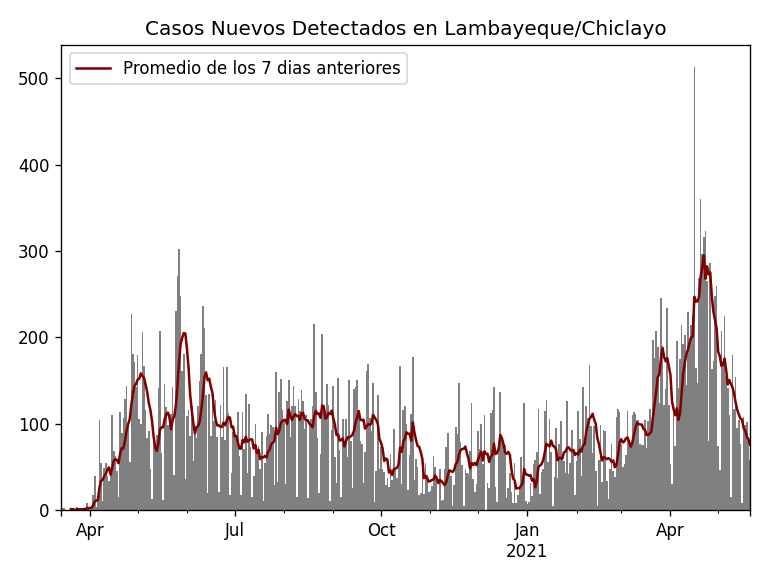 Casos Nuevos Detectados en Lambayeque/Chiclayo
Promedio de los 7 dias anteriores
500
400
300
200
100
0
Apr Jul Oct Jan Apr
2021